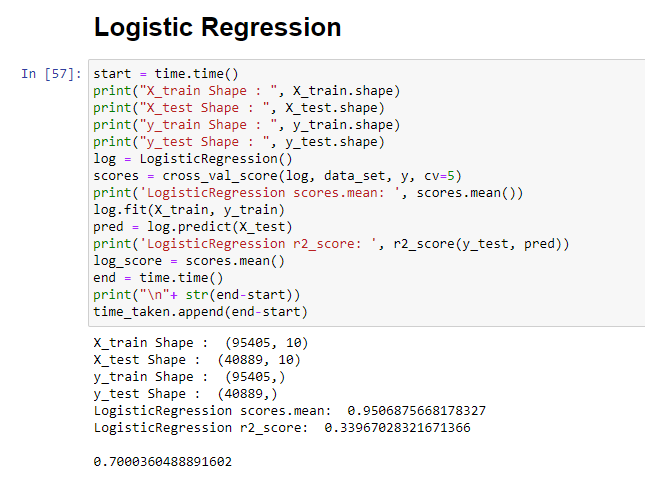 Logistic Regression
In [57]: start = time.time()
print("X_train Shape : ", X_train.shape)
print("X_test Shape : ", X_test.shape)
print("y_train Shape : ", y_train.shape)
print("y_test Shape : ", y_test.shape)
log = LogisticRegression()
scores = cross_val_score(log, data_set, y, cv=5)
print('LogisticRegression scores.mean: ', scores.mean())
log.fit(X_train, y_train)
pred = log.predict(X_test)
print('LogisticRegression r2_score: ', r2_score(y_test, pred))
log_score = scores.mean()
end = time.time()
print("\n"+ str(end-start))
time_taken.append(end-start)
X_train Shape :  (95405, 10)
X_test Shape :  (40889, 10)
y_train Shape :  (95405,)
y_test Shape :  (40889,)
LogisticRegression scores.mean:  0.9506875668178327
LogisticRegression r2_score:  0.33967028321671366
0.7000360488891602